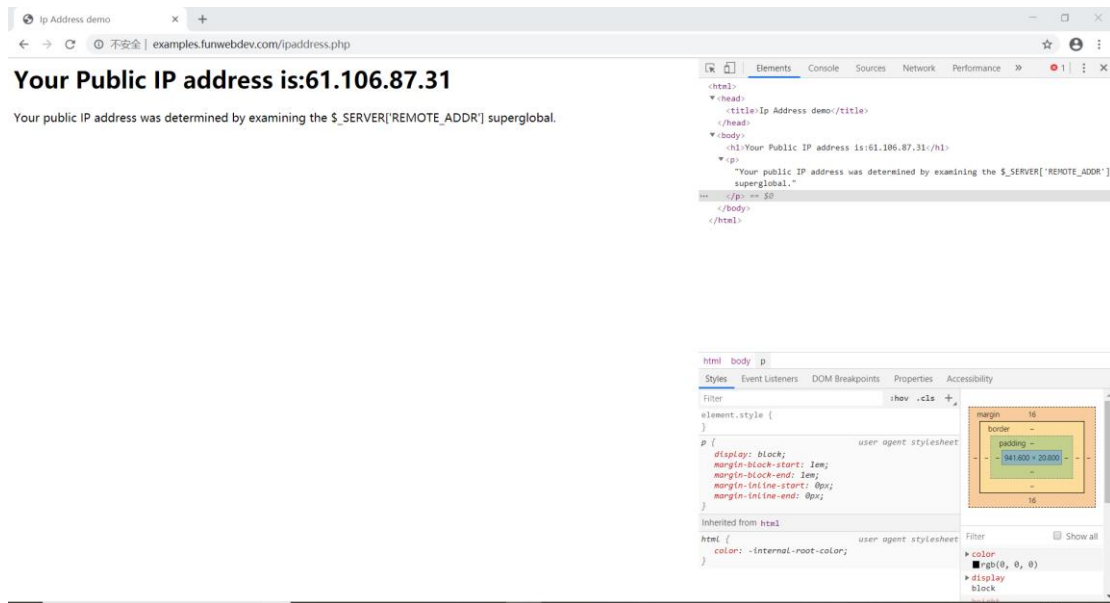 Ip Address demo
不安全 | examples.funwebdev.com/ipaddress.php
Your Public IP address is:61.106.87.31
Your public IP address was determined by examining the $_SERVER['REMOTE_ADDR'] superglobal.
Elements Console Sources Network Performance » 1
<html>
▼<head>
<title>Ip Address demo</title>
</head>
▼<body>
<h1>Your Public IP address is:61.106.87.31</h1>
▼<p>
"Your public IP address was determined by examining the $_SERVER['REMOTE_ADDR']
superglobal."
... </p> == $0
</body>
</html>
html body p
Styles Event Listeners DOM Breakpoints Properties Accessibility
Filter :hov .cls +
element.style {
}
p { user agent stylesheet
display: block;
margin-block-start: 1em;
margin-block-end: 1em;
margin-inline-start: 0px;
margin-inline-end: 0px;
}
Inherited from html
html { user agent stylesheet
color: -internal-root-color;
}
margin 16
border –
padding –
– – – 941.600 × 20.800 – – –
–
–
16
Filter Show all
▶color
rgb(0, 0, 0)
▶display
block